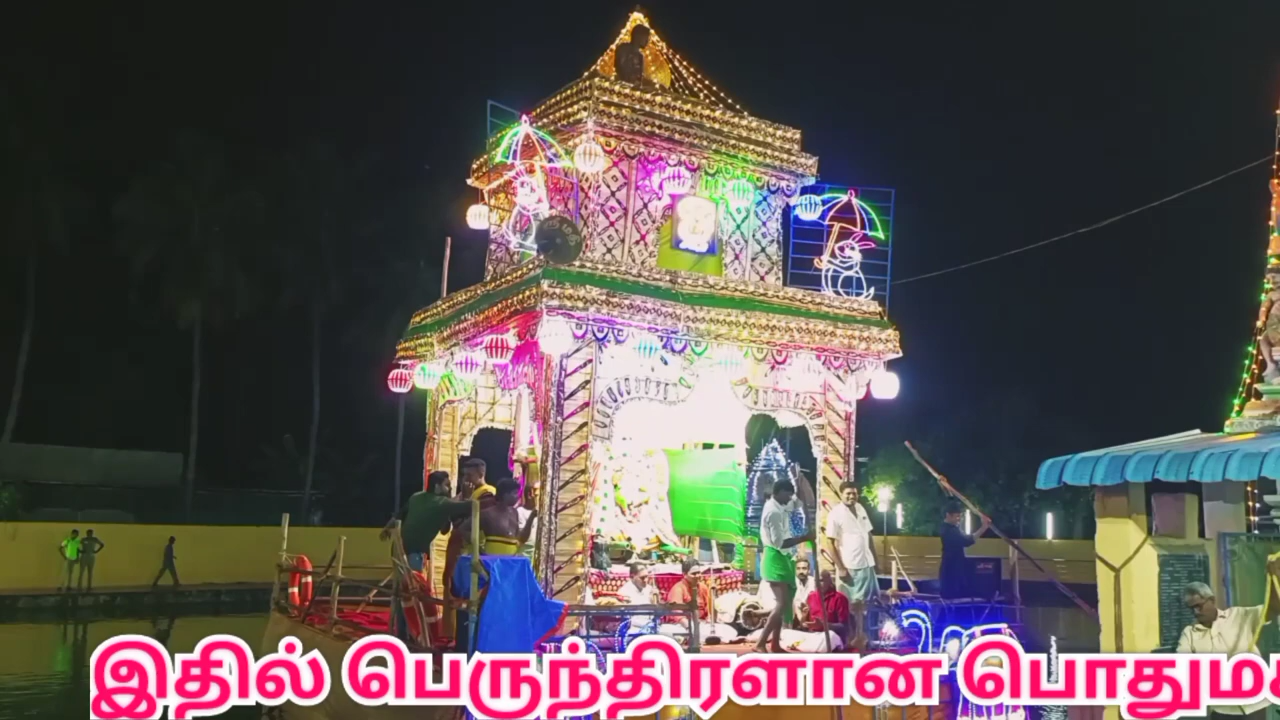 இதில் பெருந்திரளான பொதும